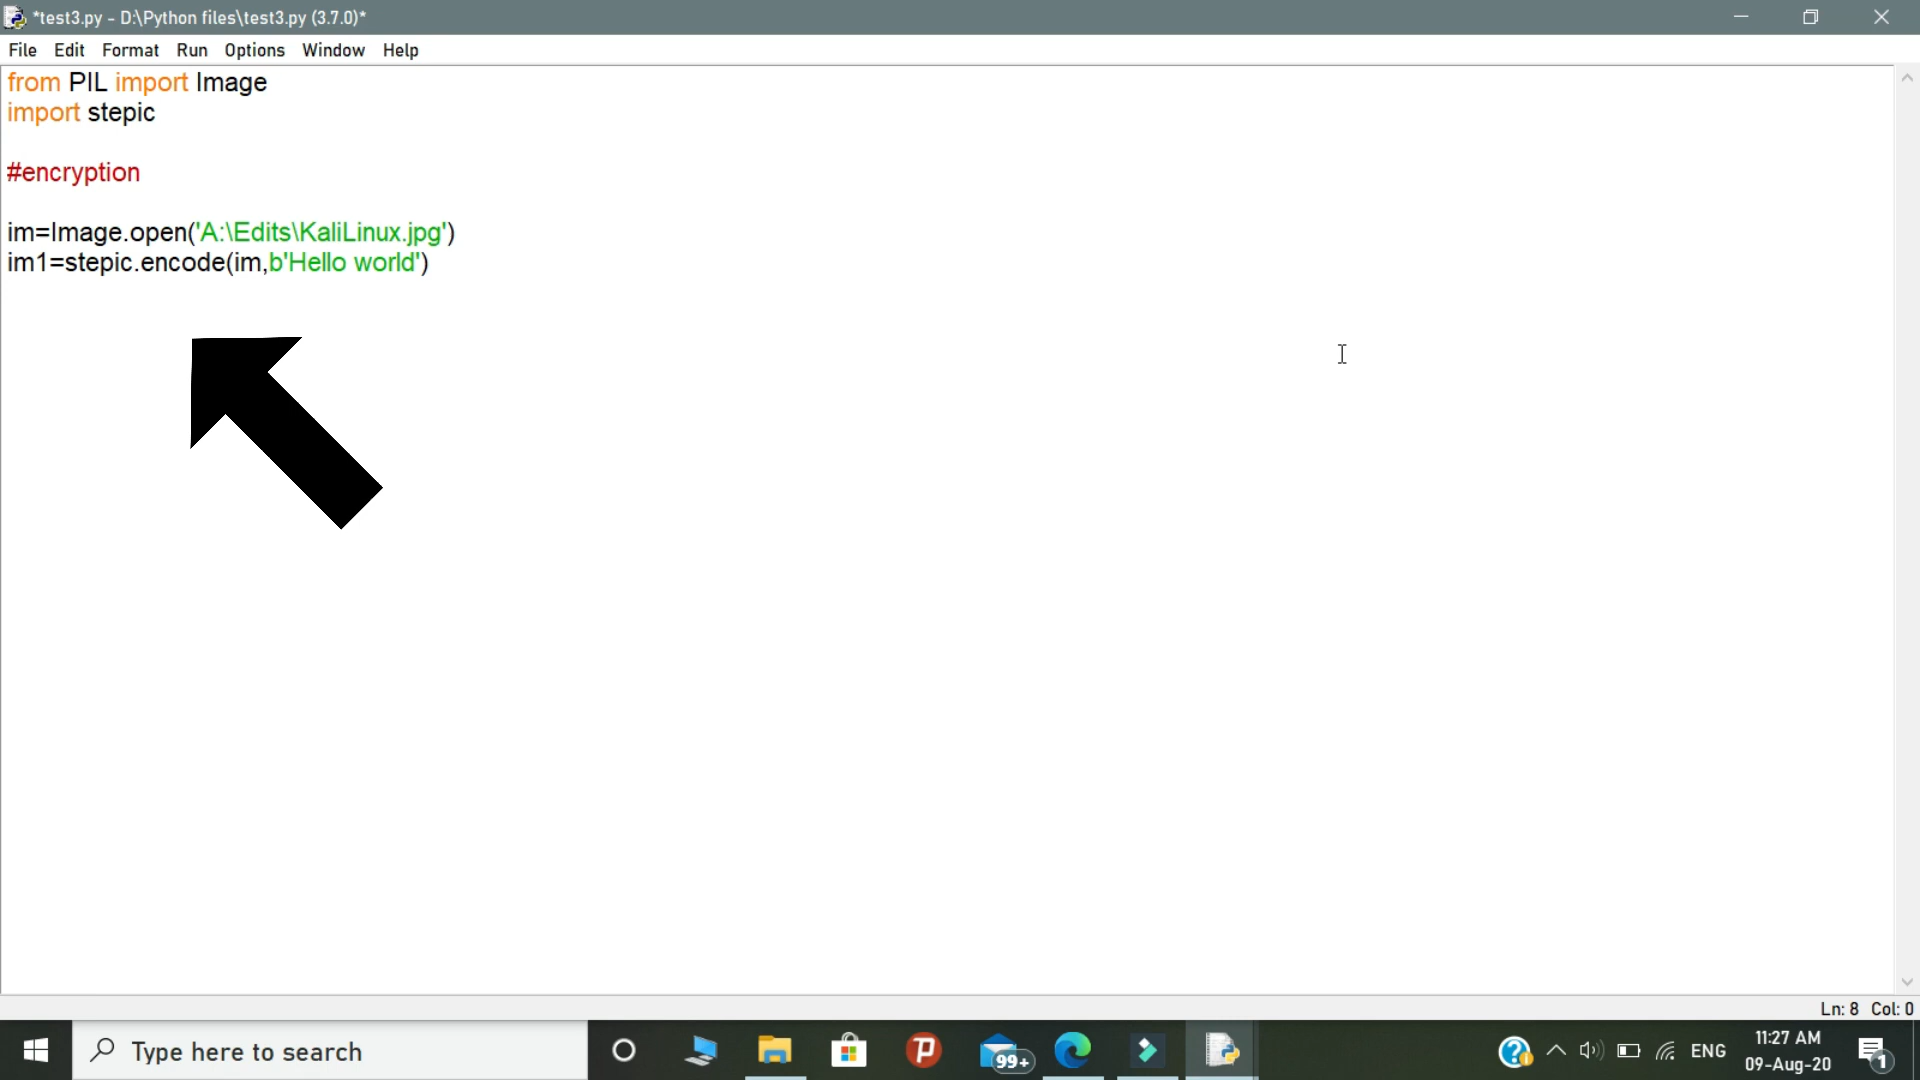 *test3.py - D:\Python files\test3.py (3.7.0)*
File Edit Format Run Options Window Help
from PIL import Image
import stepic
#encryption
im=Image.open('A:\Edits\KaliLinux.jpg')
im1=stepic.encode(im,b'Hello world')
Ln: 8 Col: 0
Type here to search
99+
ENG
11:27 AM
09-Aug-20
1